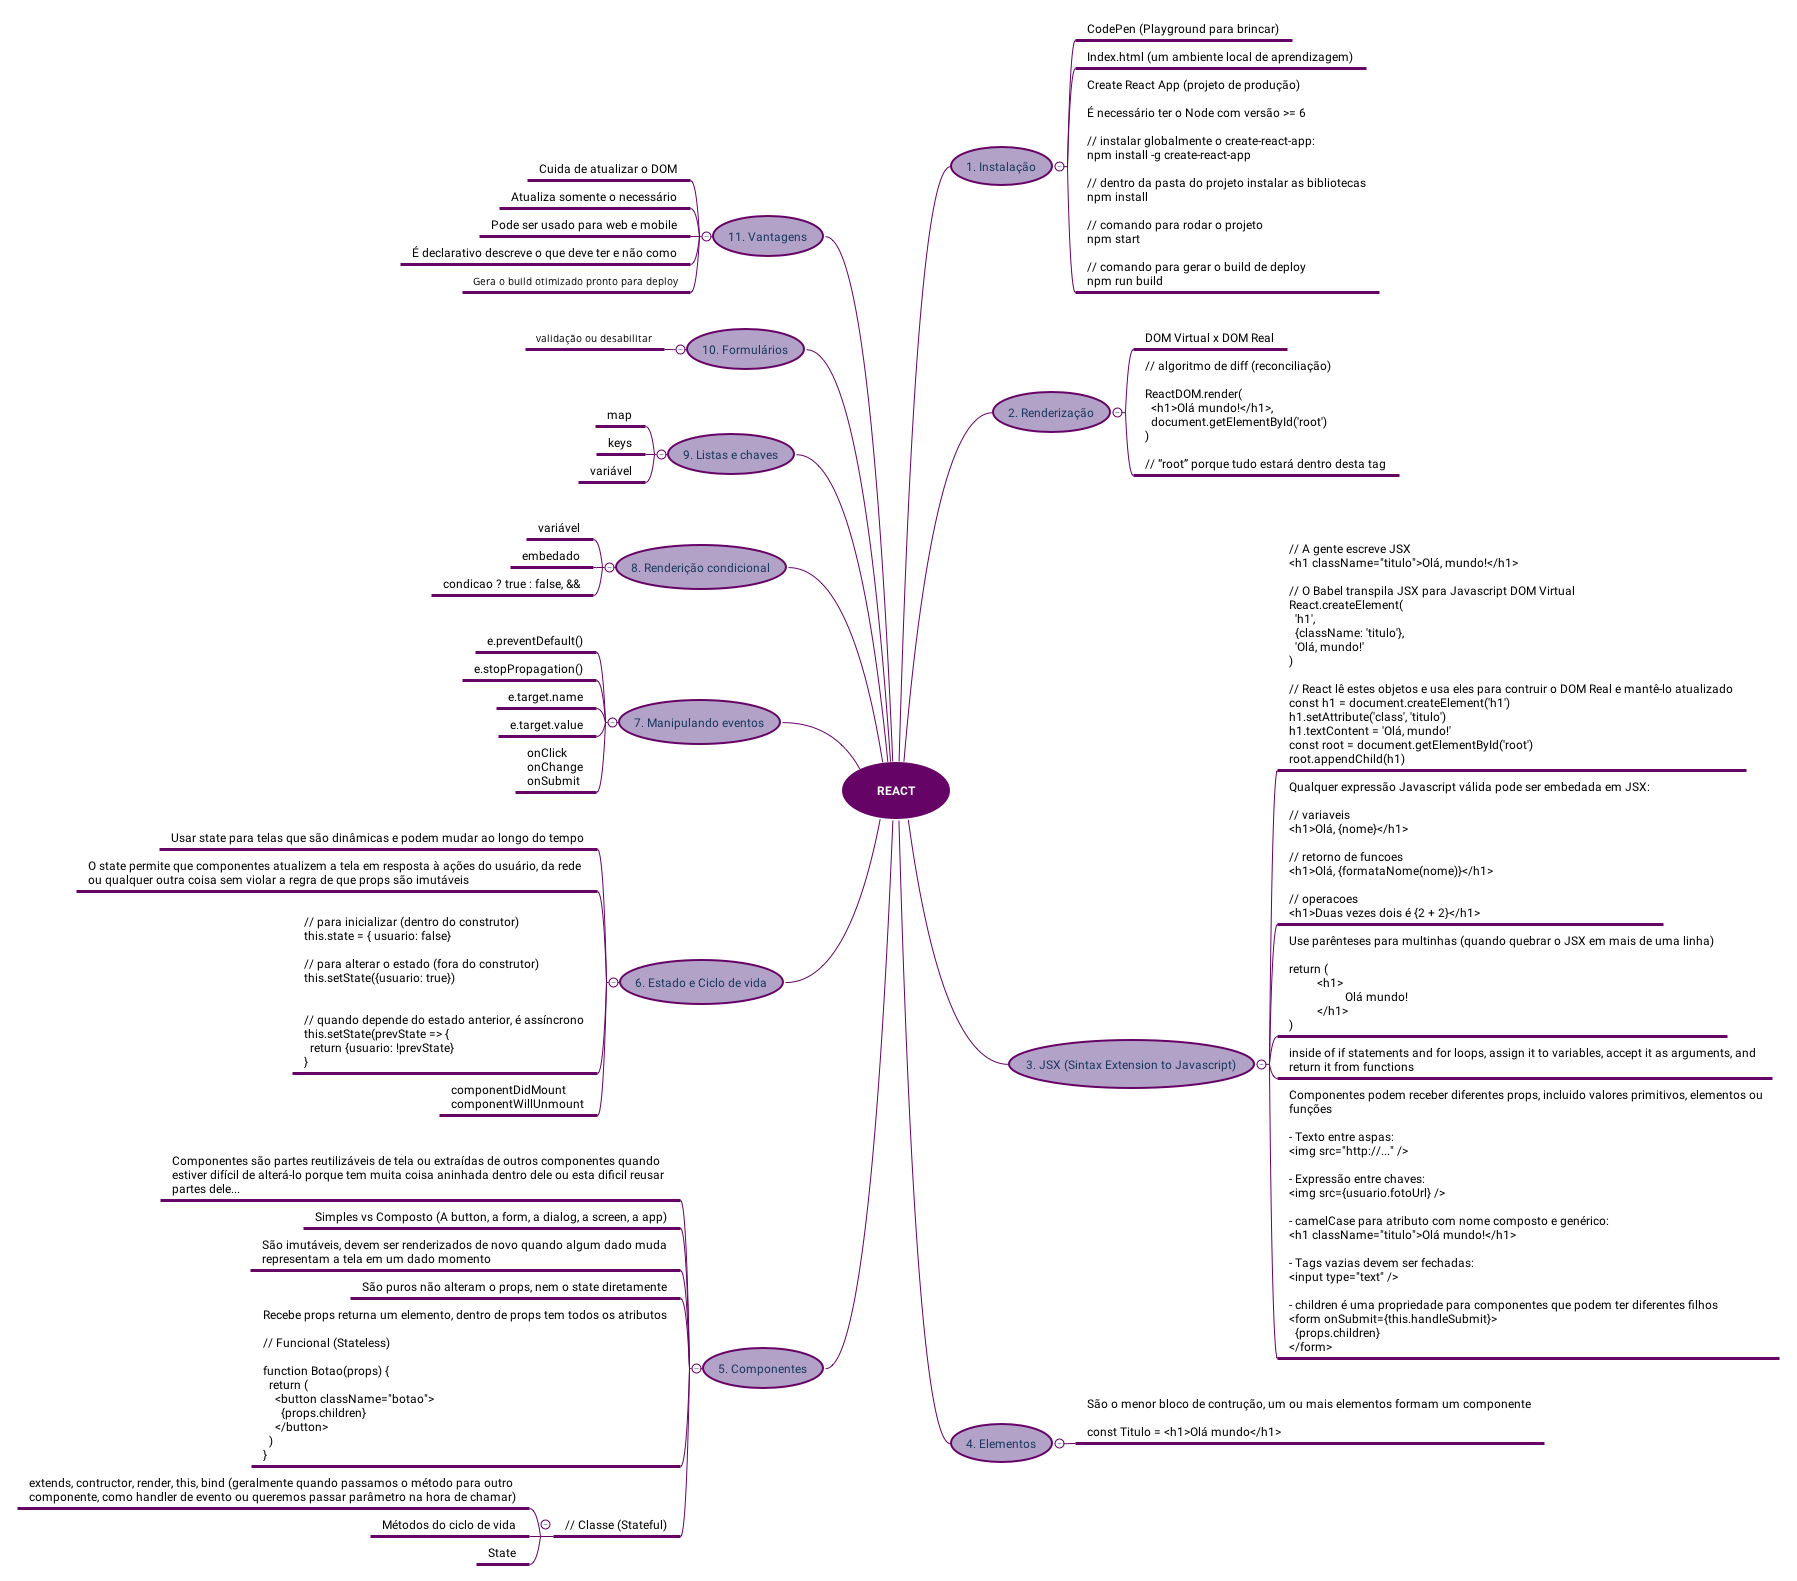 REACT
1. Instalação
CodePen (Playground para brincar)
Index.html (um ambiente local de aprendizagem)
Create React App (projeto de produção)
É necessário ter o Node com versão >= 6
// instalar globalmente o create-react-app:
npm install -g create-react-app
// dentro da pasta do projeto instalar as bibliotecas
npm install
// comando para rodar o projeto
npm start
// comando para gerar o build de deploy
npm run build
2. Renderização
DOM Virtual x DOM Real
// algoritmo de diff (reconciliação)
ReactDOM.render(
<h1>Olá mundo!</h1>,
document.getElementById('root')
)
// “root” porque tudo estará dentro desta tag
3. JSX (Sintax Extension to Javascript)
// A gente escreve JSX
<h1 className="titulo">Olá, mundo!</h1>
// O Babel transpila JSX para Javascript DOM Virtual
React.createElement(
'h1',
{className: 'titulo'},
'Olá, mundo!'
)
// React lê estes objetos e usa eles para contruir o DOM Real e mantê-lo atualizado
const h1 = document.createElement('h1')
h1.setAttribute('class', 'titulo')
h1.textContent = 'Olá, mundo!'
const root = document.getElementById('root')
root.appendChild(h1)
Qualquer expressão Javascript válida pode ser embedada em JSX:
// variaveis
<h1>Olá, {nome}</h1>
// retorno de funcoes
<h1>Olá, {formataNome(nome)}</h1>
// operacoes
<h1>Duas vezes dois é {2 + 2}</h1>
Use parênteses para multinhas (quando quebrar o JSX em mais de uma linha)
return (
<h1>
Olá mundo!
</h1>
)
inside of if statements and for loops, assign it to variables, accept it as arguments, and
return it from functions
Componentes podem receber diferentes props, incluido valores primitivos, elementos ou
funções
- Texto entre aspas:
<img src="http://..." />
- Expressão entre chaves:
<img src={usuario.fotoUrl} />
- camelCase para atributo com nome composto e genérico:
<h1 className="titulo">Olá mundo!</h1>
- Tags vazias devem ser fechadas:
<input type="text" />
- children é uma propriedade para componentes que podem ter diferentes filhos
<form onSubmit={this.handleSubmit}>
{props.children}
</form>
4. Elementos
São o menor bloco de contrução, um ou mais elementos formam um componente
const Titulo = <h1>Olá mundo</h1>
5. Componentes
Componentes são partes reutilizáveis de tela ou extraídas de outros componentes quando
estiver difícil de alterá-lo porque tem muita coisa aninhada dentro dele ou esta dificil reusar
partes dele...
Simples vs Composto (A button, a form, a dialog, a screen, a app)
São imutáveis, devem ser renderizados de novo quando algum dado muda
representam a tela em um dado momento
São puros não alteram o props, nem o state diretamente
Recebe props returna um elemento, dentro de props tem todos os atributos
// Funcional (Stateless)
function Botao(props) {
return (
<button className="botao">
{props.children}
</button>
)
}
// Classe (Stateful)
extends, contructor, render, this, bind (geralmente quando passamos o método para outro
componente, como handler de evento ou queremos passar parâmetro na hora de chamar)
Métodos do ciclo de vida
State
6. Estado e Ciclo de vida
Usar state para telas que são dinâmicas e podem mudar ao longo do tempo
O state permite que componentes atualizem a tela em resposta à ações do usuário, da rede
ou qualquer outra coisa sem violar a regra de que props são imutáveis
// para inicializar (dentro do construtor)
this.state = { usuario: false}
// para alterar o estado (fora do construtor)
this.setState({usuario: true})
// quando depende do estado anterior, é assíncrono
this.setState(prevState => {
return {usuario: !prevState}
}
componentDidMount
componentWillUnmount
7. Manipulando eventos
e.preventDefault()
e.stopPropagation()
e.target.name
e.target.value
onClick
onChange
onSubmit
8. Renderição condicional
variável
embedado
condicao ? true : false, &&
9. Listas e chaves
map
keys
variável
10. Formulários
validação ou desabilitar
11. Vantagens
Cuida de atualizar o DOM
Atualiza somente o necessário
Pode ser usado para web e mobile
É declarativo descreve o que deve ter e não como
Gera o build otimizado pronto para deploy